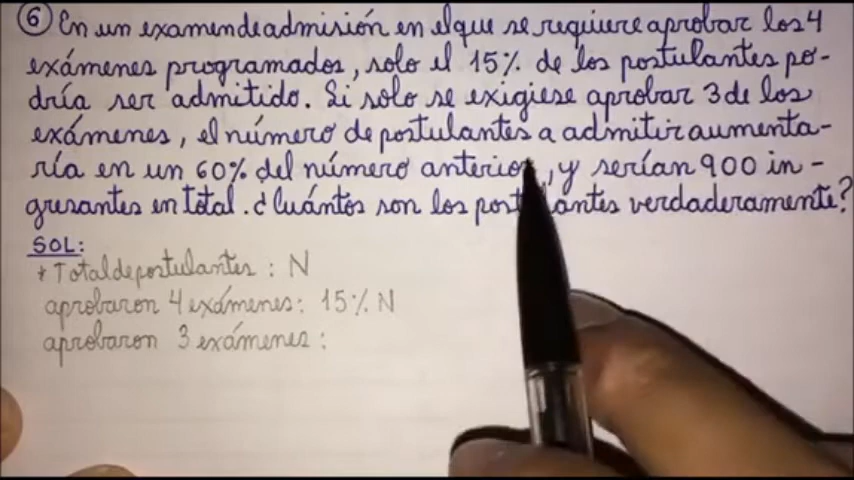 6 En un examen de admisión en el que se requiere aprobar los 4
exámenes programados, solo el 15% de los postulantes po-
dría ser admitido. Si solo se exigiese aprobar 3 de los
exámenes, el número de postulantes a admitir aumenta-
ría en un 60% del número anterior, y serían 900 in-
gresantes en total. ¿Cuántos son los postulantes verdaderamente?
SOL:
* Total de postulantes : N
aprobaron 4 exámenes: 15% N
aprobaron 3 exámenes: